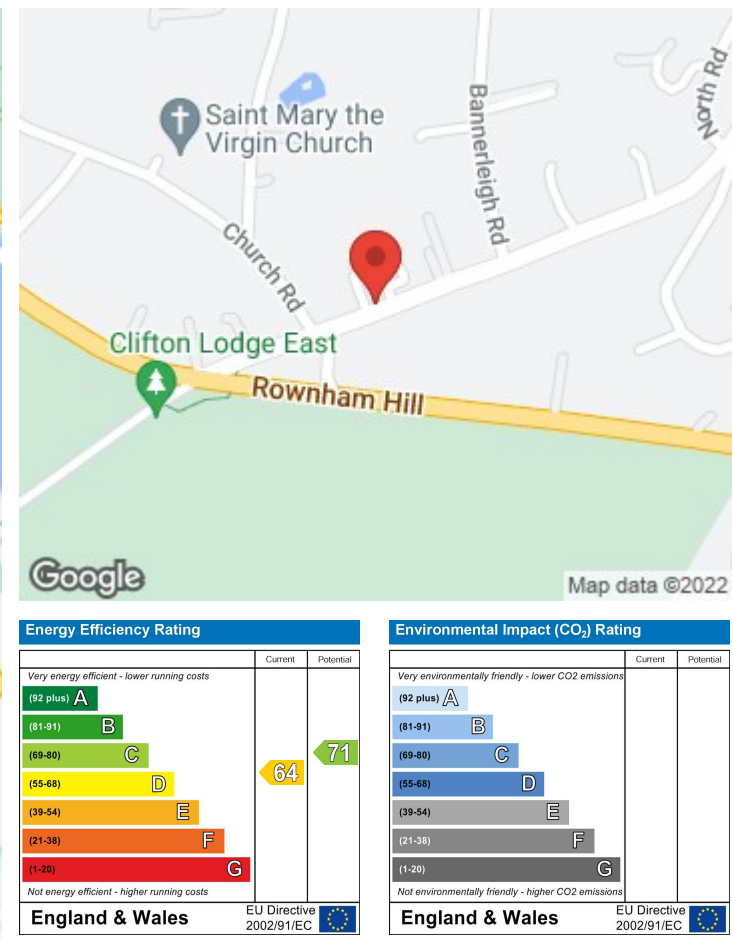 Saint Mary the
Virgin Church
Bannerleigh Rd
North Rd
Church Rd
Clifton Lodge East
Rownham Hill
Google
Map data ©2022
Energy Efficiency Rating
Current
Potential
Very energy efficient - lower running costs
(92 plus) A
(81-91) B
(69-80) C
(55-68) D
(39-54) E
(21-38) F
(1-20) G
64
71
Not energy efficient - higher running costs
England & Wales
EU Directive
2002/91/EC
Environmental Impact (CO₂) Rating
Current
Potential
Very environmentally friendly - lower CO2 emissions
(92 plus) A
(81-91) B
(69-80) C
(55-68) D
(39-54) E
(21-38) F
(1-20) G
Not environmentally friendly - higher CO2 emissions
England & Wales
EU Directive
2002/91/EC